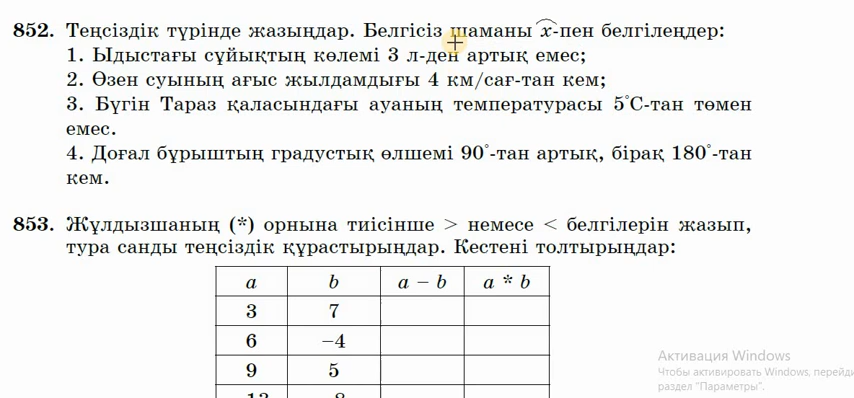 852. Теңсіздік түрінде жазыңдар. Белгісіз шаманы x-пен белгілеңдер:
1. Ыдыстағы сұйықтың көлемі 3 л-ден артық емес;
2. Өзен суының ағыс жылдамдығы 4 км/сағ-тан кем;
3. Бүгін Тараз қаласындағы ауаның температурасы 5°С-тан төмен
емес.
4. Доғал бұрыштың градустық өлшемі 90°-тан артық, бірақ 180°-тан
кем.
853. Жұлдызшаның (*) орнына тиісінше > немесе < белгілерін жазып,
тура санды теңсіздік құрастырыңдар. Кестені толтырыңдар:
a b a – b a * b
3 7
6 –4
9 5
Активация Windows
Чтобы активировать Windows, перейди
раздел "Параметры".